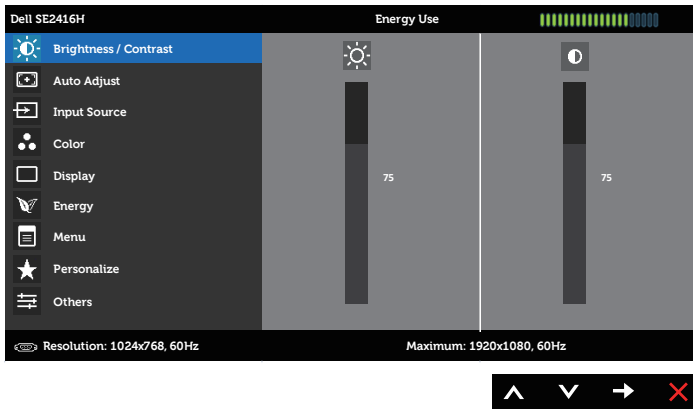 Dell SE2416H
Energy Use
Brightness / Contrast
Auto Adjust
Input Source
Color
Display
Energy
Menu
Personalize
Others
75
75
Resolution: 1024x768, 60Hz
Maximum: 1920x1080, 60Hz